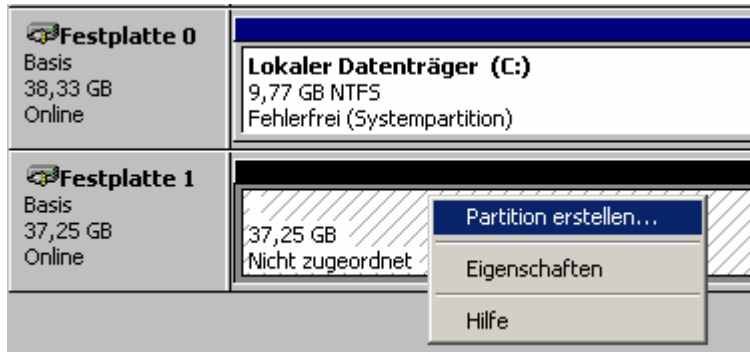 Festplatte 0
Basis
38,33 GB
Online
Lokaler Datenträger (C:)
9,77 GB NTFS
Fehlerfrei (Systempartition)
Festplatte 1
Basis
37,25 GB
Online
37,25 GB
Nicht zugeordnet
Partition erstellen...
Eigenschaften
Hilfe